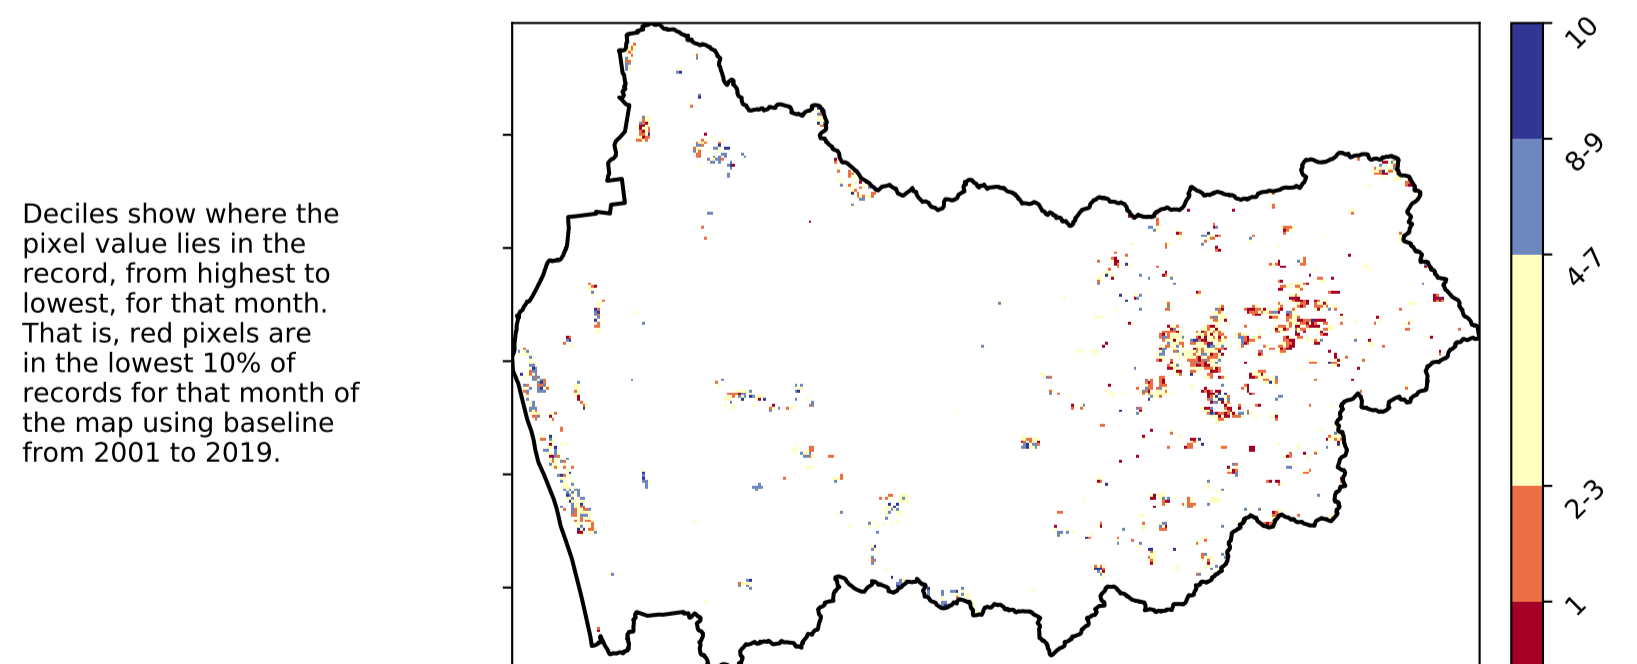 Deciles show where the
pixel value lies in the
record, from highest to
lowest, for that month.
That is, red pixels are
in the lowest 10% of
records for that month of
the map using baseline
from 2001 to 2019.
10
8-9
4-7
2-3
1